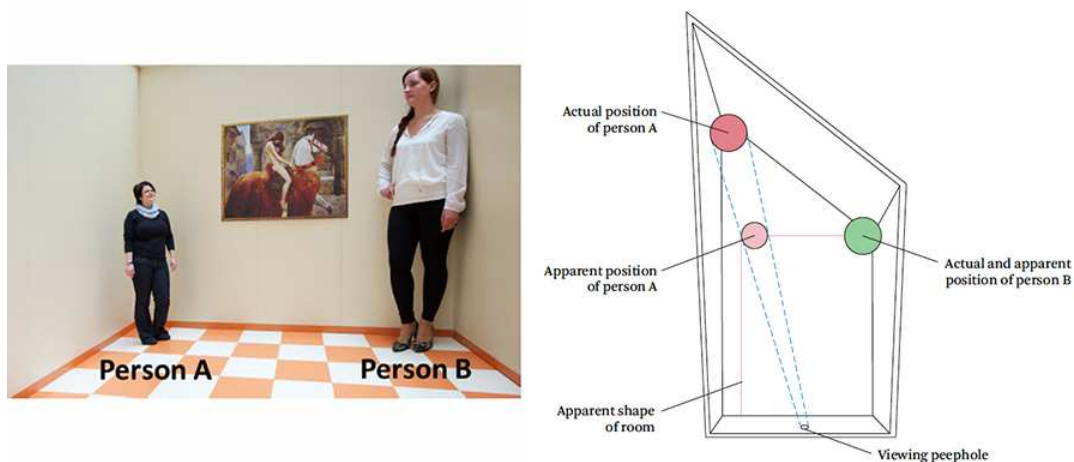 Person A
Person B
Actual position
of person A
Apparent position
of person A
Actual and apparent
position of person B
Apparent shape
of room
Viewing peephole